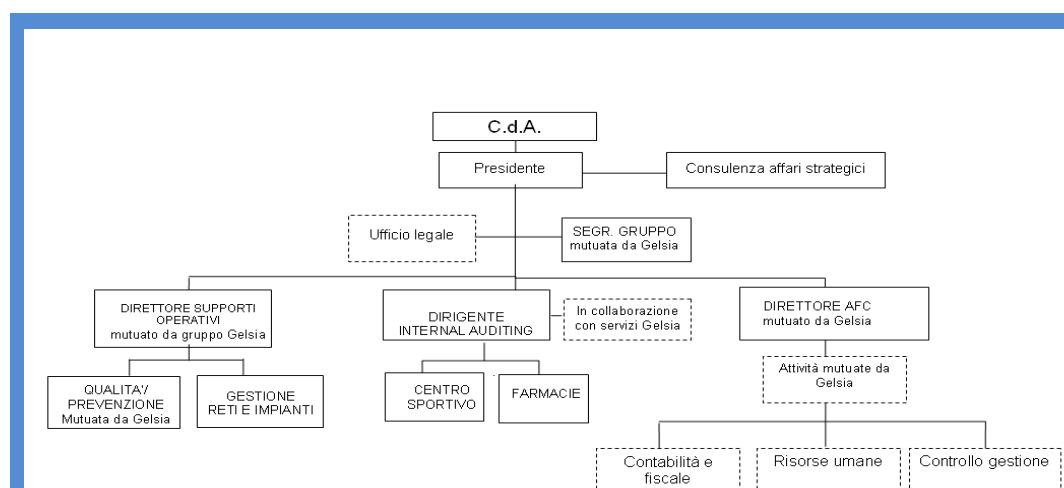 C.d.A.
Presidente
Consulenza affari strategici
Ufficio legale
SEGR. GRUPPO
mutuata da Gelsia
DIRETTORE SUPPORTI
OPERATIVI
mutuato da gruppo Gelsia
DIRIGENTE
INTERNAL AUDITING
In collaborazione
con servizi Gelsia
DIRETTORE AFC
mutuato da Gelsia
QUALITA'/
PREVENZIONE
Mutuata da Gelsia
GESTIONE
RETI E IMPIANTI
CENTRO
SPORTIVO
FARMACIE
Attività mutuate da
Gelsia
Contabilità e
fiscale
Risorse umane
Controllo gestione